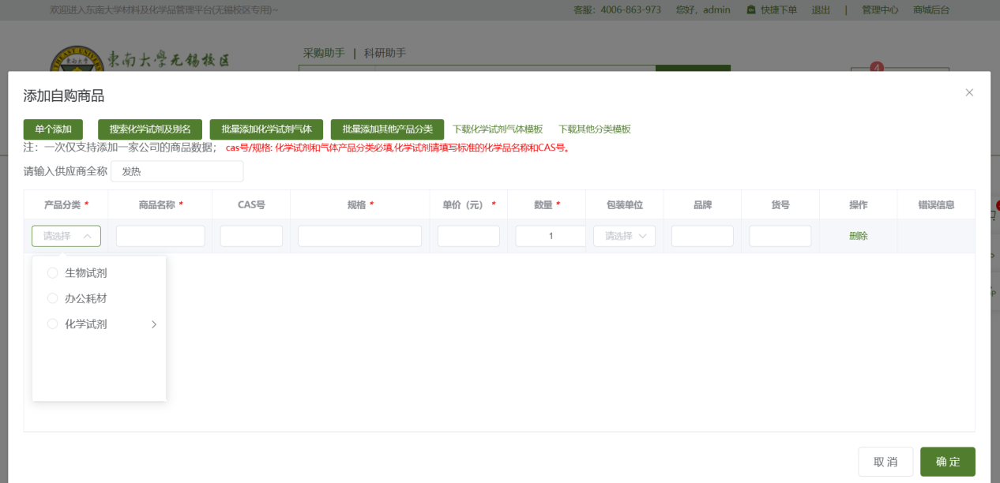 欢迎进入东南大学材料及化学品管理平台(无锡校区专用)~ 客服：4006-863-973 您好，admin 快捷下单 退出 | 管理中心 商城后台
東南大學无锡校区 采购助手 | 科研助手
4
添加自购商品
单个添加 搜索化学试剂及别名 批量添加化学试剂气体 批量添加其他产品分类 下载化学试剂气体模板 下载其他分类模板
注：一次仅支持添加一家公司的商品数据； cas号/规格: 化学试剂和气体产品分类必填,化学试剂请填写标准的化学品名称和CAS号。
请输入供应商全称 发热
产品分类 * 商品名称 * CAS号 规格 * 单价（元） * 数量 * 包装单位 品牌 货号 操作 错误信息
请选择 1 请选择 删除
生物试剂
办公耗材
化学试剂
取 消 确 定